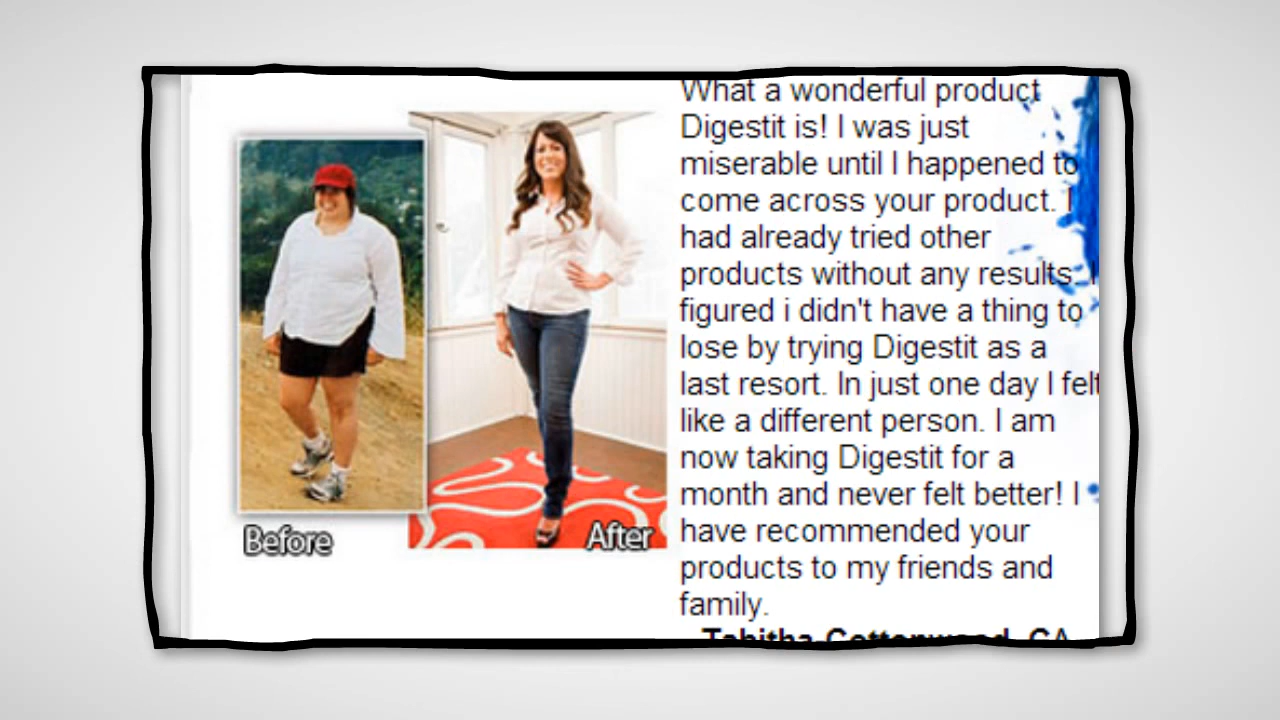 What a wonderful product
Digestit is! I was just
miserable until I happened to
come across your product. I
had already tried other
products without any results. I
figured i didn't have a thing to
lose by trying Digestit as a
last resort. In just one day I felt
like a different person. I am
now taking Digestit for a
month and never felt better! I
have recommended your
products to my friends and
family.
Tabitha Cottonwood, CA
Before
After